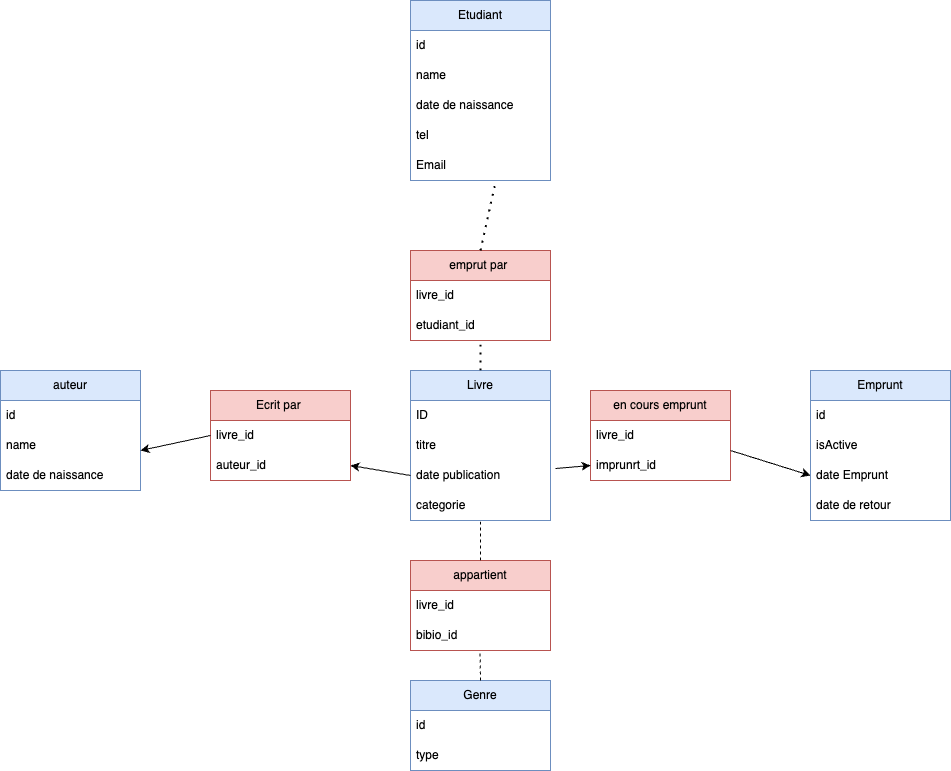 Etudiant
id
name
date de naissance
tel
Email
emprut par
livre_id
etudiant_id
auteur
id
name
date de naissance
Ecrit par
livre_id
auteur_id
Livre
ID
titre
date publication
categorie
en cours emprunt
livre_id
imprunrt_id
Emprunt
id
isActive
date Emprunt
date de retour
appartient
livre_id
bibio_id
Genre
id
type